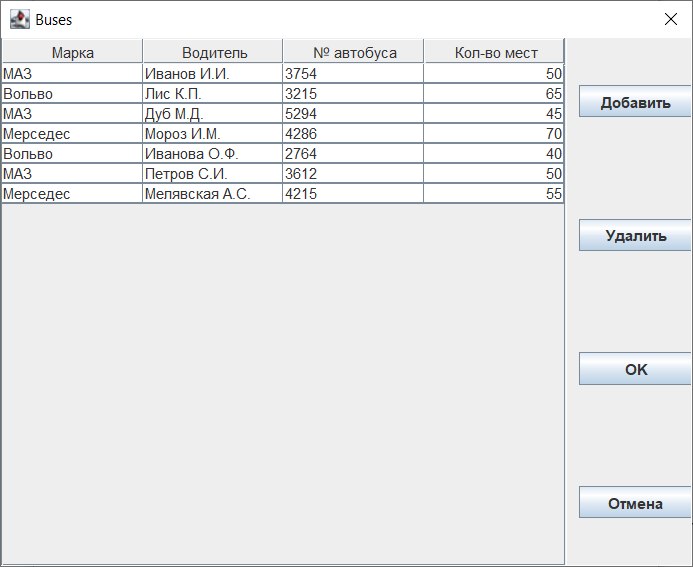 Buses
Марка Водитель № автобуса Кол-во мест
МАЗ Иванов И.И. 3754 50
Вольво Лис К.П. 3215 65
МАЗ Дуб М.Д. 5294 45
Мерседес Мороз И.М. 4286 70
Вольво Иванова О.Ф. 2764 40
МАЗ Петров С.И. 3612 50
Мерседес Мелявская А.С. 4215 55
Добавить
Удалить
OK
Отмена